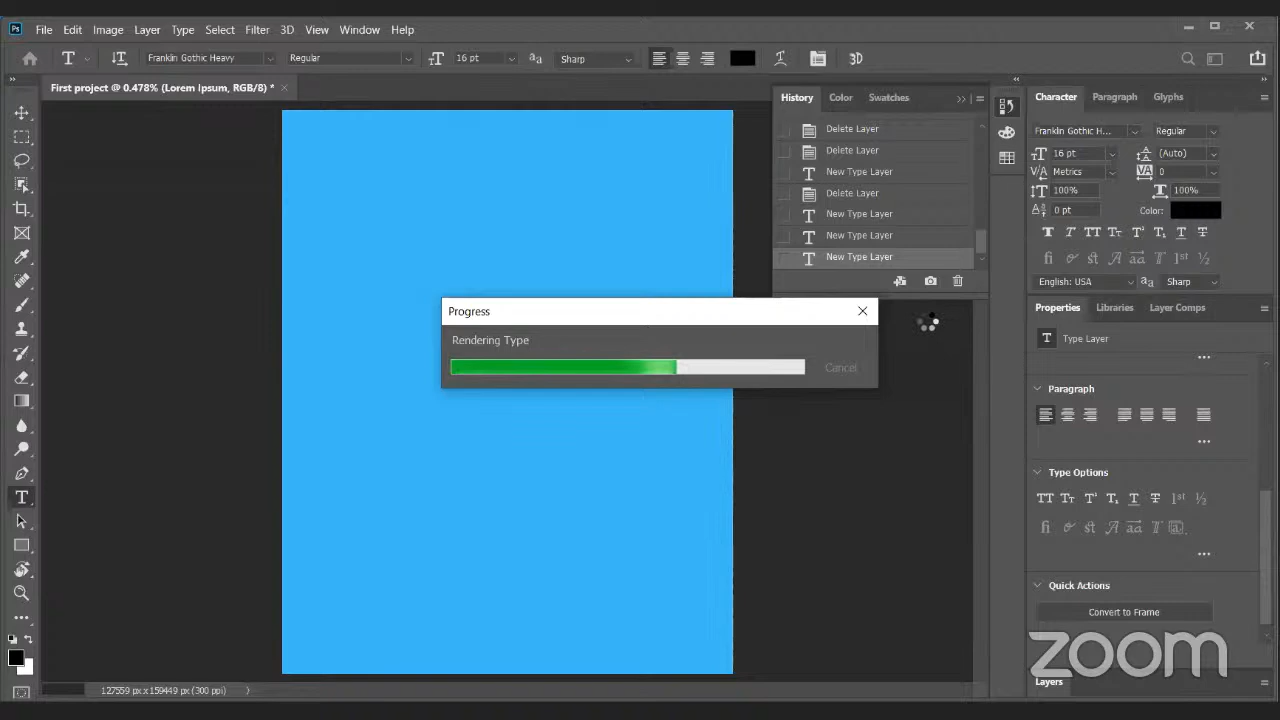 Ps File Edit Image Layer Type Select Filter 3D View Window Help
T Franklin Gothic Heavy Regular 16 pt aa Sharp 3D
First project @ 0.478% (Lorem Ipsum, RGB/8) *
History Color Swatches
Delete Layer
Delete Layer
New Type Layer
Delete Layer
New Type Layer
New Type Layer
New Type Layer
Character Paragraph Glyphs
Franklin Gothic H... Regular
16 pt (Auto)
Metrics 0
100% 100%
0 pt Color:
English: USA aa Sharp
Properties Libraries Layer Comps
T Type Layer
Paragraph
Type Options
Quick Actions
Convert to Frame
Layers
Progress
Rendering Type
Cancel
127559 px x 159449 px (300 ppi)
zoom